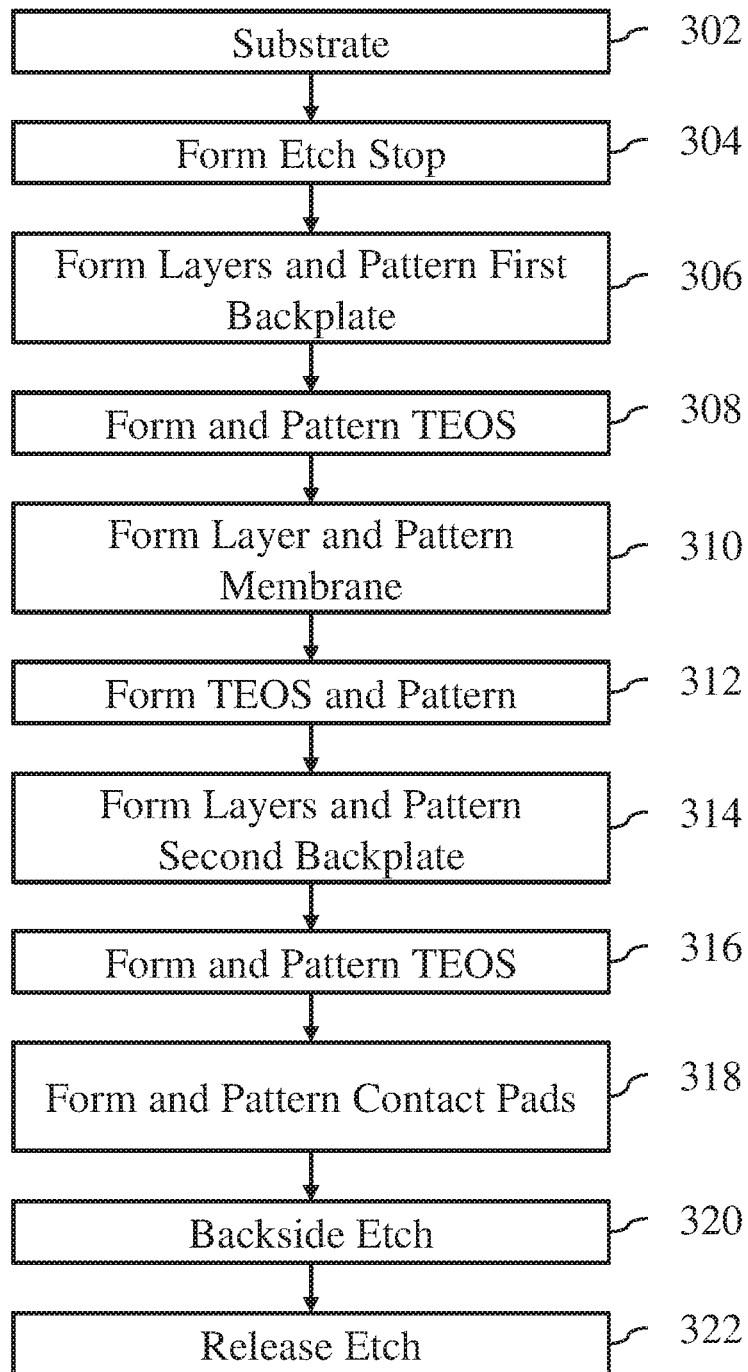 Substrate
302
Form Etch Stop
304
Form Layers and Pattern First
Backplate
306
Form and Pattern TEOS
308
Form Layer and Pattern
Membrane
310
Form TEOS and Pattern
312
Form Layers and Pattern
Second Backplate
314
Form and Pattern TEOS
316
Form and Pattern Contact Pads
318
Backside Etch
320
Release Etch
322